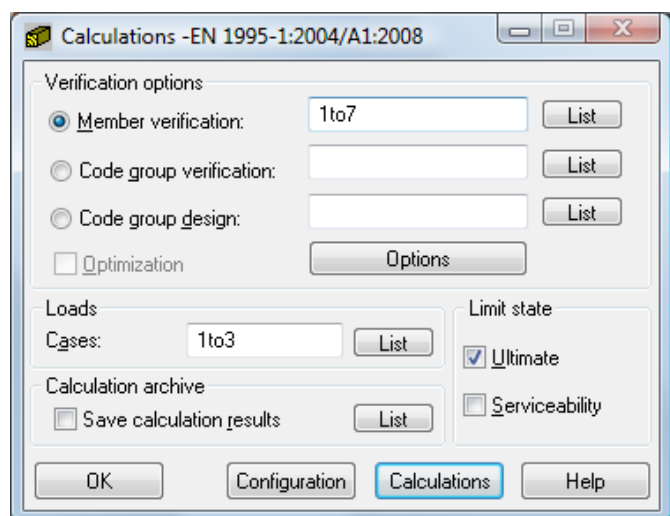 Calculations -EN 1995-1:2004/A1:2008
Verification options
Member verification: 1to7 List
Code group verification: List
Code group design: List
Optimization Options
Loads
Cases: 1to3 List
Limit state
Ultimate
Serviceability
Calculation archive
Save calculation results List
OK Configuration Calculations Help